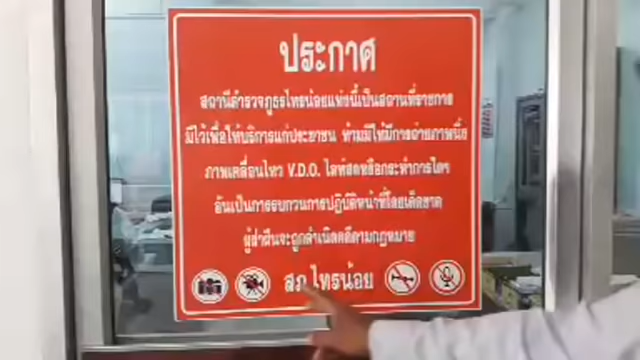 ประกาศ
สถานีตำรวจภูธรไทรน้อยแห่งนี้เป็นสถานที่ราชการ
มีไว้เพื่อให้บริการแก่ประชาชน ห้ามมิให้มีการถ่ายภาพนิ่ง
ภาพเคลื่อนไหว V.D.O. ไลฟ์สดหรือกระทำการใดๆ
อันเป็นการรบกวนการปฏิบัติหน้าที่โดยเด็ดขาด
ผู้ฝ่าฝืนจะถูกดำเนินคดีตามกฎหมาย
สภ.ไทรน้อย